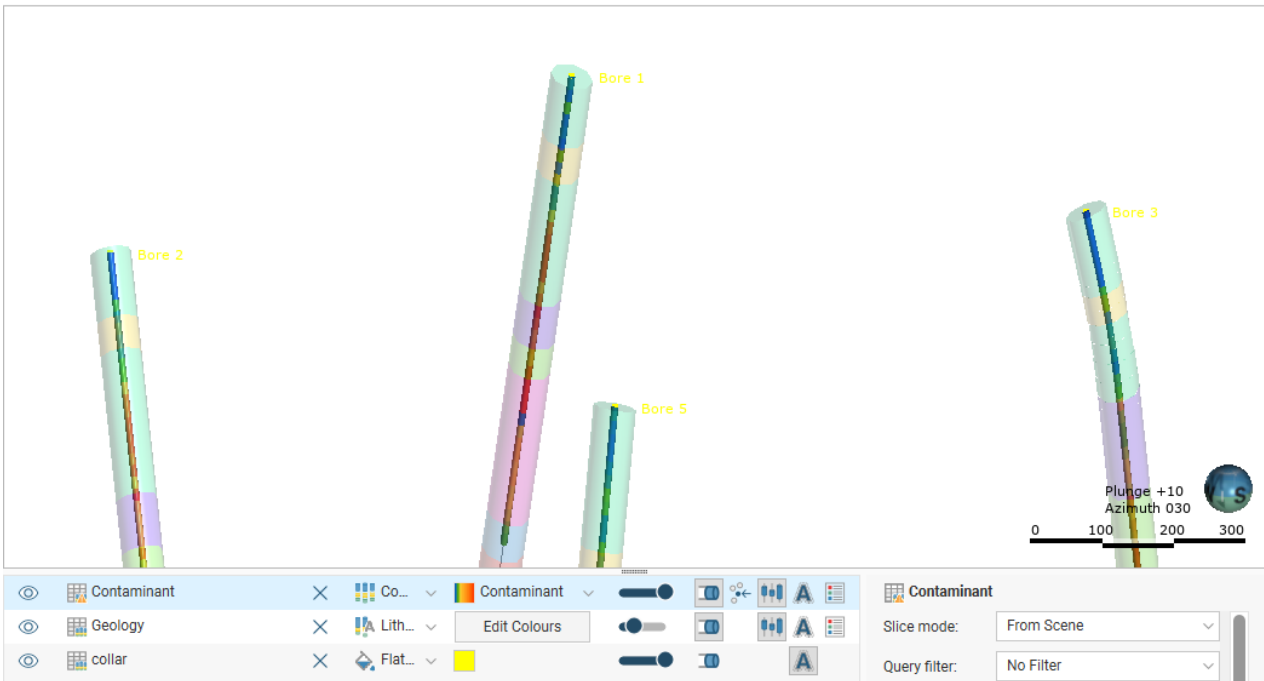 Bore 1
Bore 2
Bore 3
Bore 5
Plunge +10
Azimuth 030
S
0 100 200 300
Contaminant Co... Contaminant A
Geology Lith... Edit Colours A
collar Flat... A
Contaminant
Slice mode: From Scene
Query filter: No Filter